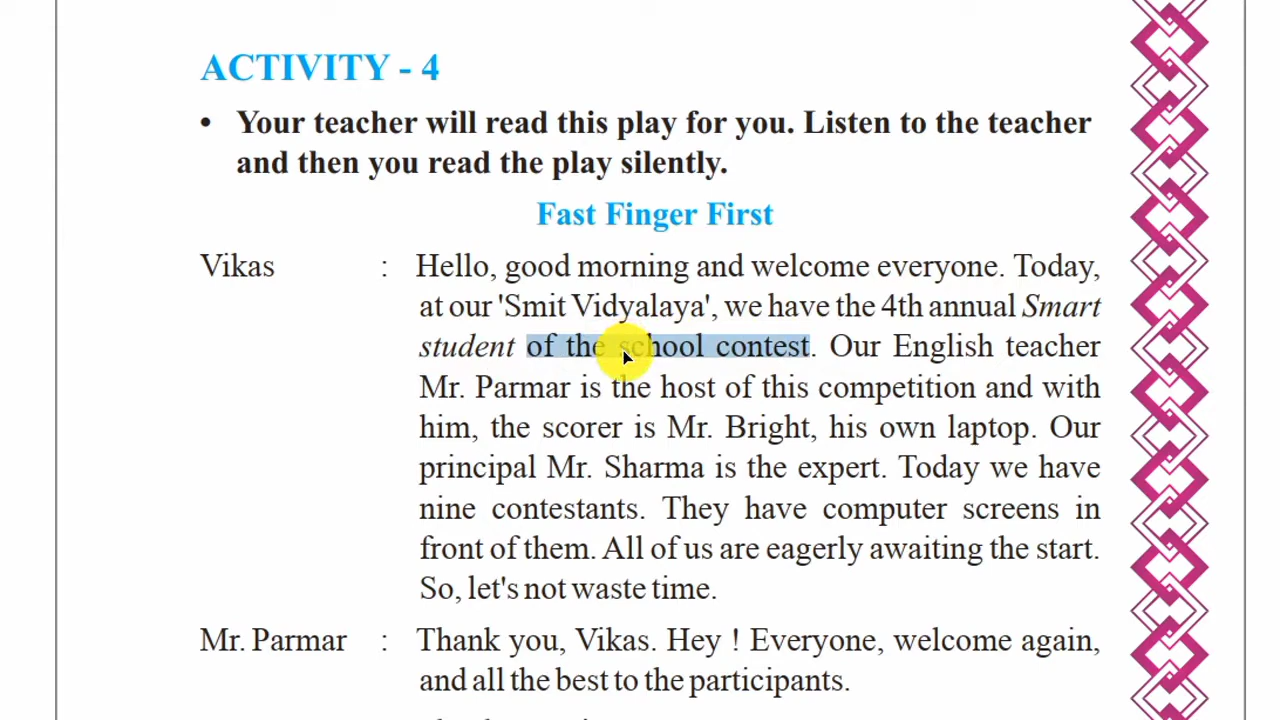 ACTIVITY - 4
• Your teacher will read this play for you. Listen to the teacher
and then you read the play silently.
Fast Finger First
Vikas : Hello, good morning and welcome everyone. Today,
at our 'Smit Vidyalaya', we have the 4th annual Smart
student of the school contest. Our English teacher
Mr. Parmar is the host of this competition and with
him, the scorer is Mr. Bright, his own laptop. Our
principal Mr. Sharma is the expert. Today we have
nine contestants. They have computer screens in
front of them. All of us are eagerly awaiting the start.
So, let's not waste time.
Mr. Parmar : Thank you, Vikas. Hey ! Everyone, welcome again,
and all the best to the participants.